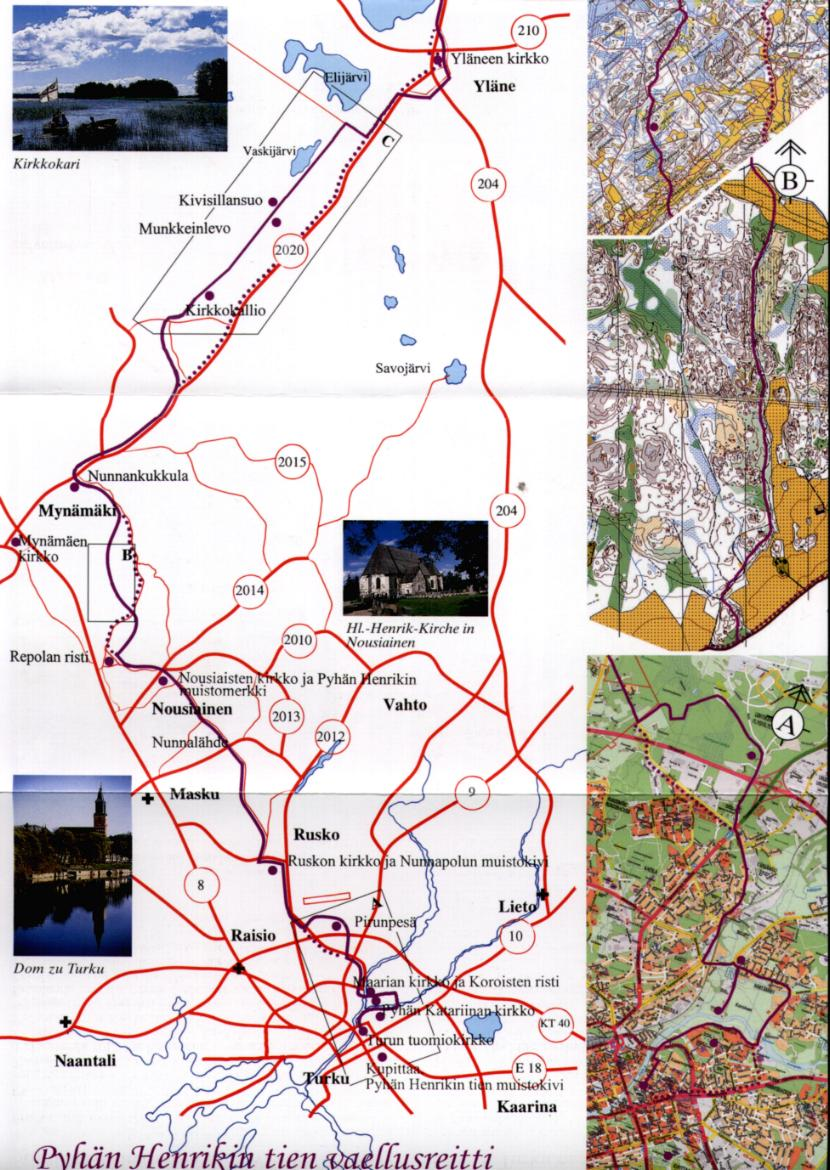 210
Yläneen kirkko
Yläne
Elijärvi
Kirkkokari
Vaskijärvi
C
204
Kivisillansuo
Munkkeinlevo
2020
Kirkkokallio
Savojärvi
B
2015
Nunnankukkula
204
Mynämäki
Mynämäen
kirkko
B
2014
Hl.-Henrik-Kirche in
Nousiainen
2010
Repolan risti
Nousiaisten kirkko ja Pyhän Henrikin
muistomerkki
Nousiainen
2013
Vahto
A
Nunnalähde
2012
9
Masku
Rusko
Ruskon kirkko ja Nunnapolun muistokivi
8
A
Lieto
Pirunpesä
Raisio
10
Dom zu Turku
Maarian kirkko ja Koroisten risti
Pyhän Katariinan kirkko
KT 40
Turun tuomiokirkko
Naantali
Kupittaa
E 18
Turku
Pyhän Henrikin tien muistokivi
Kaarina
Pyhän Henrikin tien vaellusreitti